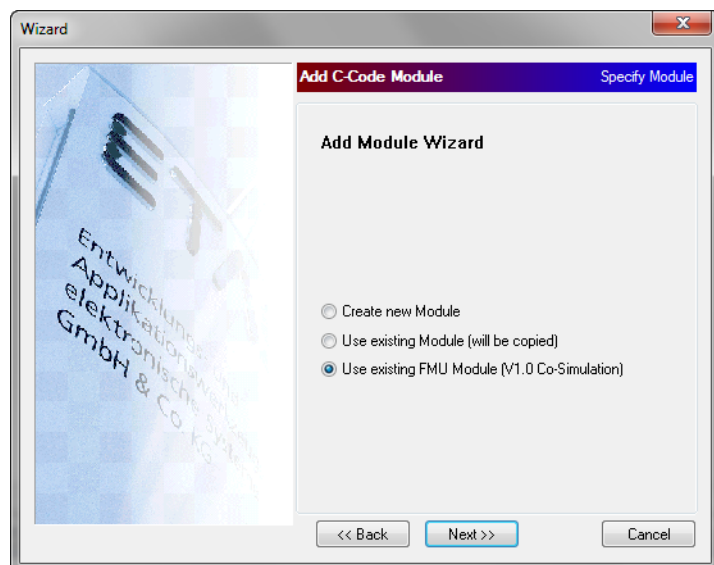 Wizard
Add C-Code Module
Specify Module
Add Module Wizard
Create new Module
Use existing Module (will be copied)
Use existing FMU Module (V1.0 Co-Simulation)
ET
Entwicklungs- und
Applikationswerkzeuge
elektronische Systeme
GmbH & Co. KG
<< Back
Next >>
Cancel